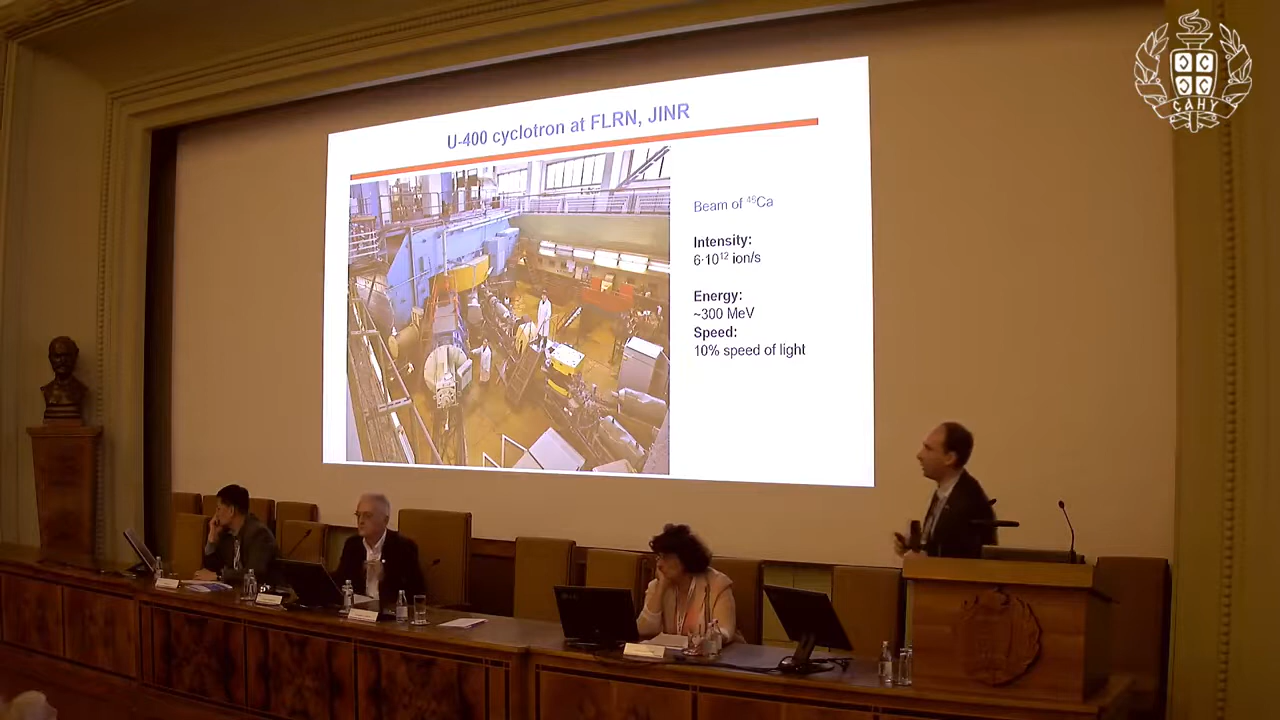 U-400 cyclotron at FLRN, JINR
Beam of ⁴⁸Ca
Intensity:
6·10¹² ion/s
Energy:
~300 MeV
Speed:
10% speed of light
САНУ